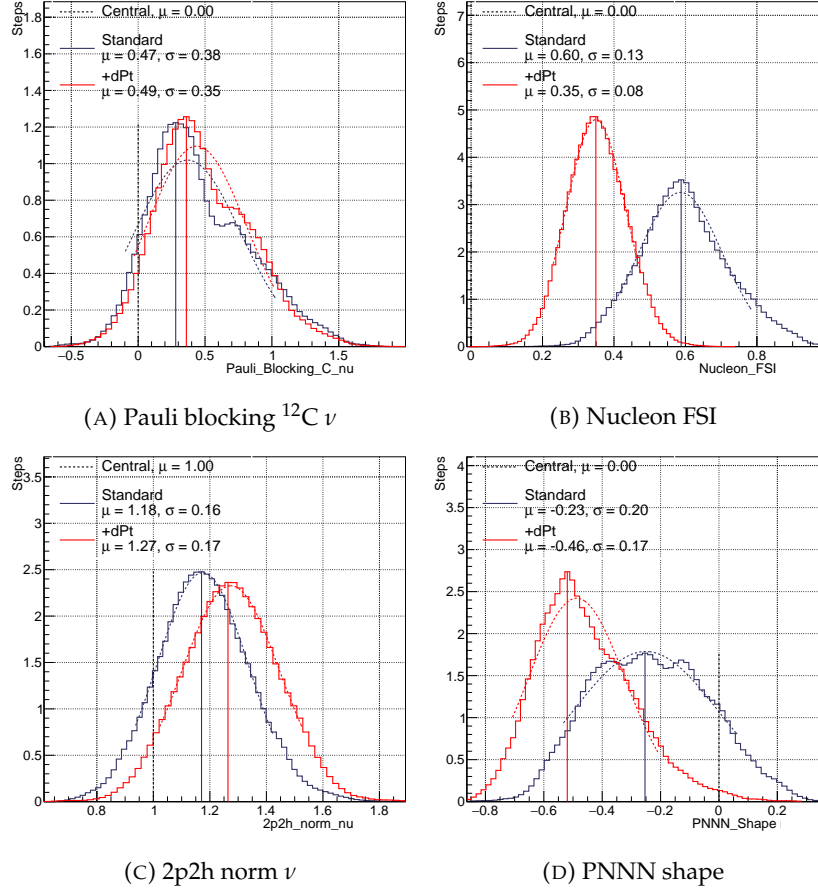 Steps
1.8
1.6
1.4
1.2
1
0.8
0.6
0.4
0.2
0
−0.5 0 0.5 1 1.5
Pauli_Blocking_C_nu
Central, μ = 0.00
Standard
μ = 0.47, σ = 0.38
+dPt
μ = 0.49, σ = 0.35
(A) Pauli blocking ¹²C ν
Steps
7
6
5
4
3
2
1
0
0 0.2 0.4 0.6 0.8
Nucleon_FSI
Central, μ = 0.00
Standard
μ = 0.60, σ = 0.13
+dPt
μ = 0.35, σ = 0.08
(B) Nucleon FSI
Steps
3.5
3
2.5
2
1.5
1
0.5
0
0.8 1 1.2 1.4 1.6 1.8
2p2h_norm_nu
Central, μ = 1.00
Standard
μ = 1.18, σ = 0.16
+dPt
μ = 1.27, σ = 0.17
(C) 2p2h norm ν
Steps
4
3.5
3
2.5
2
1.5
1
0.5
0
−0.8 −0.6 −0.4 −0.2 0 0.2
PNNN_Shape
Central, μ = 0.00
Standard
μ = -0.23, σ = 0.20
+dPt
μ = -0.46, σ = 0.17
(D) PNNN shape